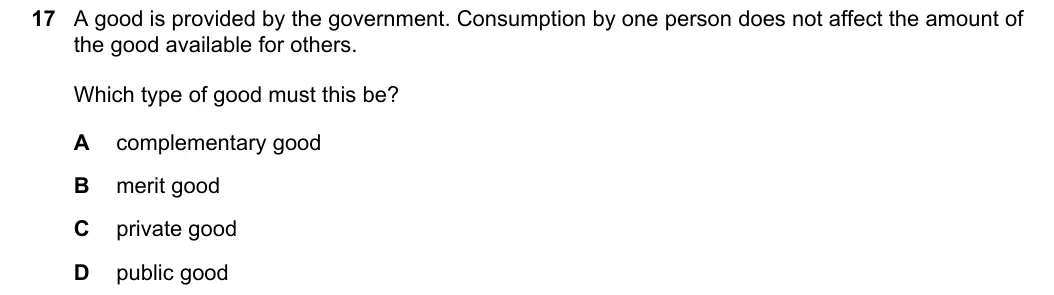 17 A good is provided by the government. Consumption by one person does not affect the amount of
the good available for others.
Which type of good must this be?
A complementary good
B merit good
C private good
D public good